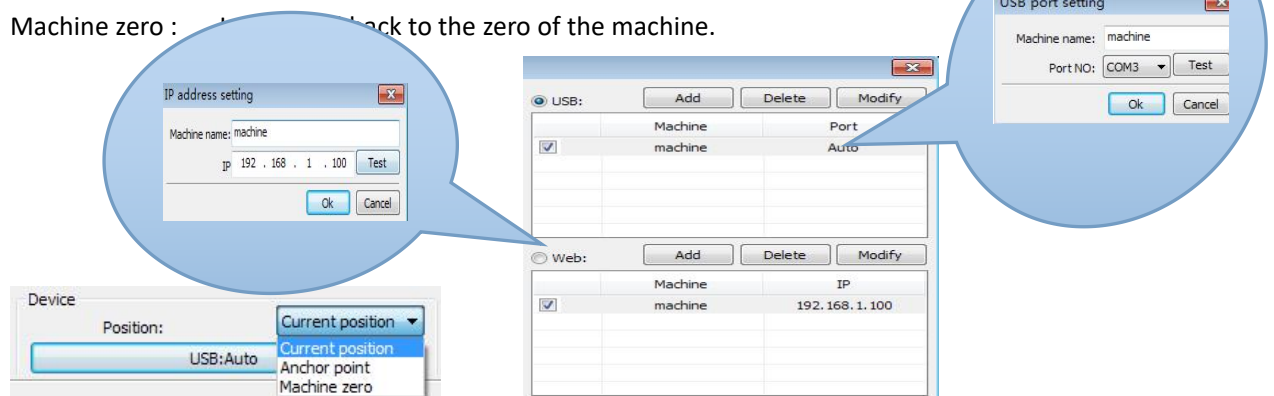 Machine zero : back to the zero of the machine.
USB port setting
Machine name: machine
Port NO: COM3 Test
Ok Cancel
IP address setting
Machine name: machine
IP 192 . 168 . 1 . 100 Test
Ok Cancel
USB: Add Delete Modify
Machine Port
machine Auto
Web: Add Delete Modify
Machine IP
machine 192.168.1.100
Device
Position: Current position
USB:Auto
Current position
Anchor point
Machine zero